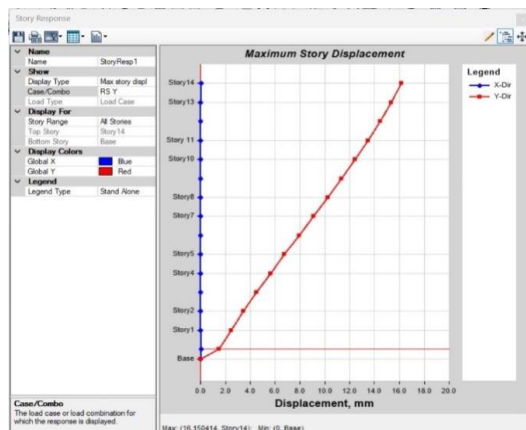 Story Response
Name
Name StoryResp1
Show
Display Type Max story displ
Case/Combo RS Y
Load Type Load Case
Display For
Story Range All Stories
Top Story Story14
Bottom Story Base
Display Colors
Global X Blue
Global Y Red
Legend
Legend Type Stand Alone
Case/Combo
The load case or load combination for
which the response is displayed.
Maximum Story Displacement
Story14
Story13
Story 11
Story10
Story8
Story7
Story5
Story4
Story2
Story1
Base
0.0 2.0 4.0 6.0 8.0 10.0 12.0 14.0 16.0 18.0 20.0
Displacement, mm
Legend
X-Dir
Y-Dir
Max: (16.150414, Story14); Min: (0, Base)